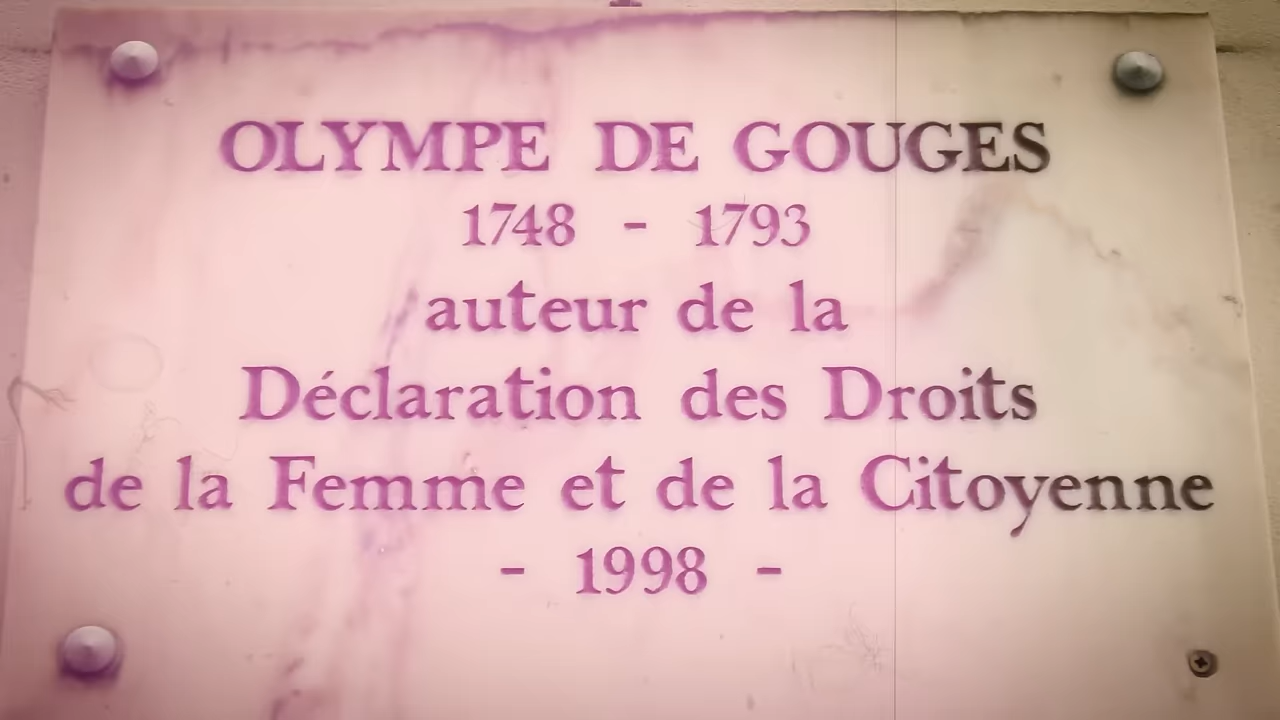 OLYMPE DE GOUGES
1748 - 1793
auteur de la
Déclaration des Droits
de la Femme et de la Citoyenne
- 1998 -